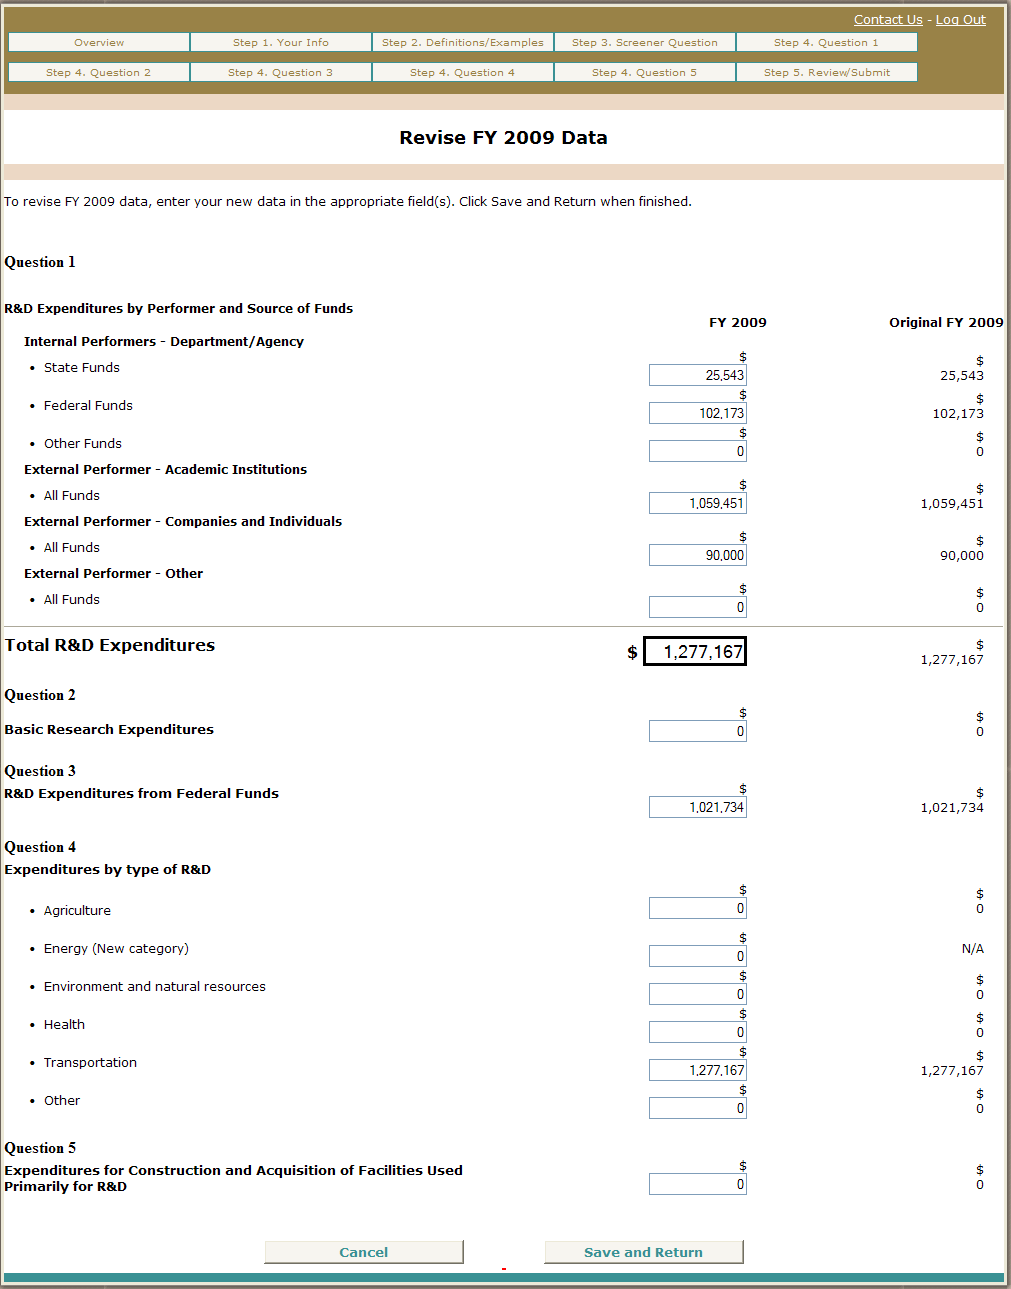 Contact Us - Log Out
Overview Step 1. Your Info Step 2. Definitions/Examples Step 3. Screener Question Step 4. Question 1
Step 4. Question 2 Step 4. Question 3 Step 4. Question 4 Step 4. Question 5 Step 5. Review/Submit
Revise FY 2009 Data
To revise FY 2009 data, enter your new data in the appropriate field(s). Click Save and Return when finished.
Question 1
R&D Expenditures by Performer and Source of Funds
FY 2009 Original FY 2009
Internal Performers - Department/Agency
$ $
• State Funds 25,543 25,543
$ $
• Federal Funds 102,173 102,173
$ $
• Other Funds 0 0
External Performer - Academic Institutions
$ $
• All Funds 1,059,451 1,059,451
External Performer - Companies and Individuals
$ $
• All Funds 90,000 90,000
External Performer - Other
$ $
• All Funds 0 0
Total R&D Expenditures $ 1,277,167 $ 1,277,167
Question 2
$ $
Basic Research Expenditures 0 0
Question 3
$ $
R&D Expenditures from Federal Funds 1,021,734 1,021,734
Question 4
Expenditures by type of R&D
$ $
• Agriculture 0 0
$
• Energy (New category) 0 N/A
$ $
• Environment and natural resources 0 0
$ $
• Health 0 0
$ $
• Transportation 1,277,167 1,277,167
$ $
• Other 0 0
Question 5
$ $
Expenditures for Construction and Acquisition of Facilities Used
Primarily for R&D 0 0
Cancel Save and Return